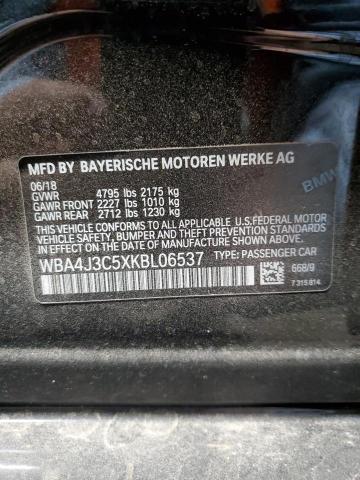 MFD BY BAYERISCHE MOTOREN WERKE AG
06/18
GVWR 4795 lbs 2175 kg
GAWR FRONT 2227 lbs 1010 kg
GAWR REAR 2712 lbs 1230 kg
THIS VEHICLE CONFORMS TO ALL APPLICABLE U.S.FEDERAL MOTOR
VEHICLE SAFETY, BUMPER, AND THEFT PREVENTION STANDARDS IN
EFFECT ON THE DATE OF MANUFACTURE SHOWN ABOVE.
WBA4J3C5XKBL06537 TYPE: PASSENGER CAR
668/9
7 315 814
BMW